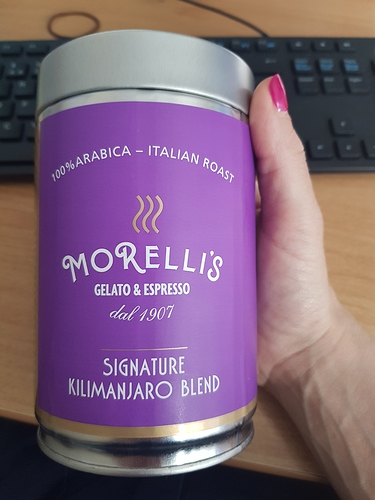 100% ARABICA – ITALIAN ROAST
MORELLI'S
GELATO & ESPRESSO
dal 1907
SIGNATURE
KILIMANJARO BLEND